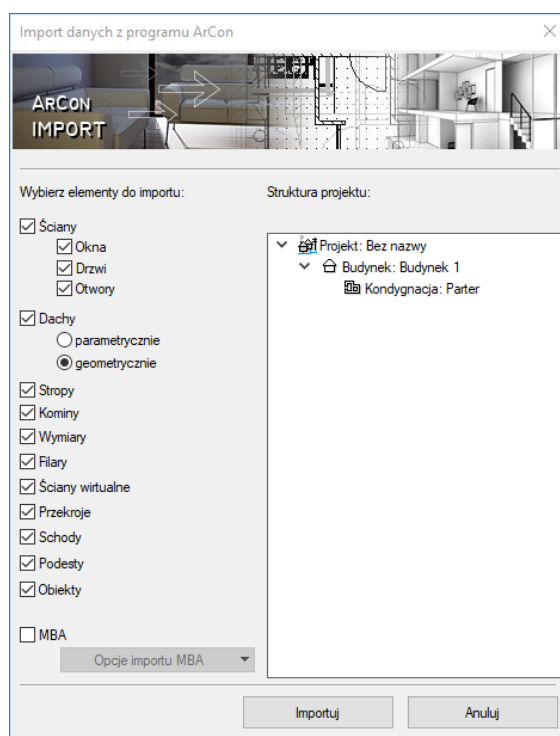 Import danych z programu ArCon
ARCON
IMPORT
Wybierz elementy do importu:
Ściany
Okna
Drzwi
Otwory
Dachy
parametrycznie
geometrycznie
Stropy
Kominy
Wymiary
Filary
Ściany wirtualne
Przekroje
Schody
Podesty
Obiekty
MBA
Opcje importu MBA
Struktura projektu:
Projekt: Bez nazwy
Budynek: Budynek 1
Kondygnacja: Parter
Importuj
Anuluj